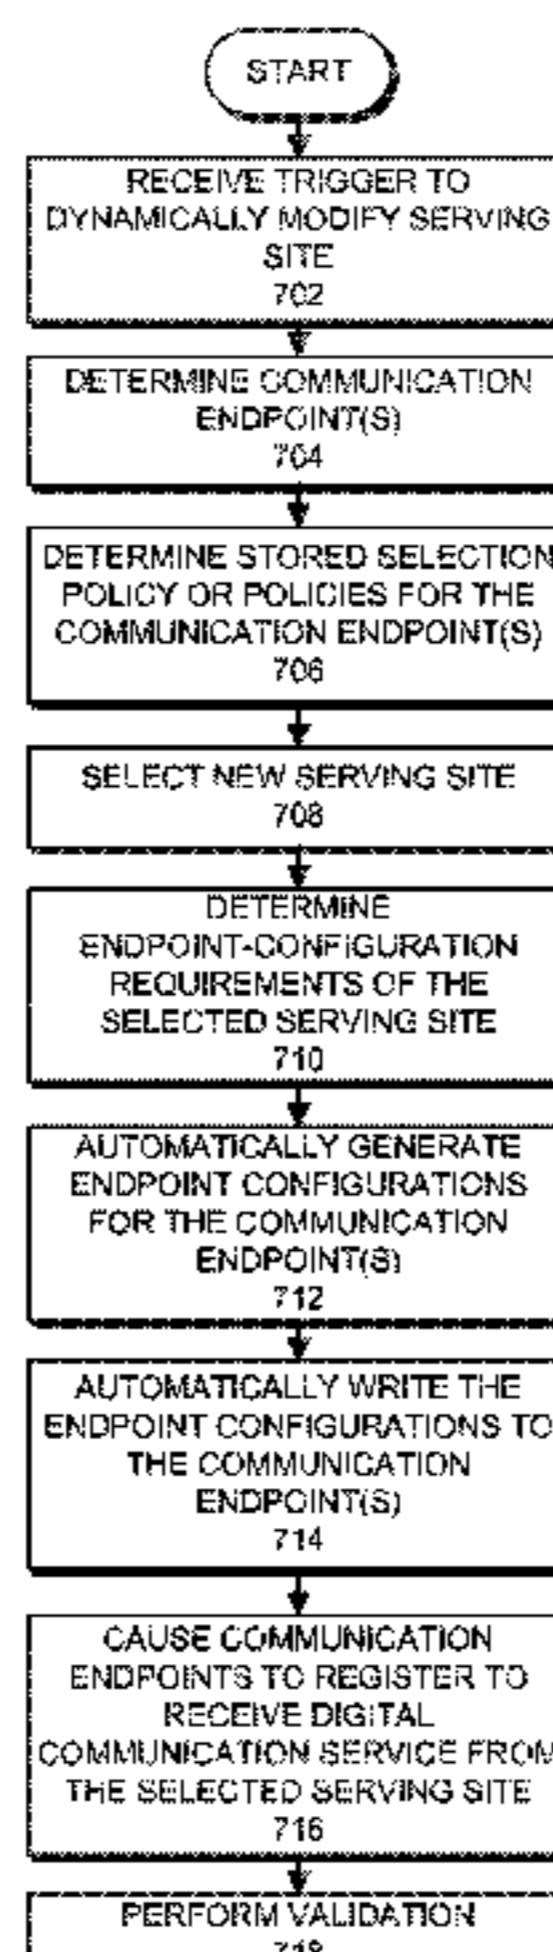 START
RECEIVE TRIGGER TO
DYNAMICALLY MODIFY SERVING
SITE
702
DETERMINE COMMUNICATION
ENDPOINT(S)
704
DETERMINE STORED SELECTION
POLICY OR POLICIES FOR THE
COMMUNICATION ENDPOINT(S)
706
SELECT NEW SERVING SITE
708
DETERMINE
ENDPOINT-CONFIGURATION
REQUIREMENTS OF THE
SELECTED SERVING SITE
710
AUTOMATICALLY GENERATE
ENDPOINT CONFIGURATIONS
FOR THE COMMUNICATION
ENDPOINT(S)
712
AUTOMATICALLY WRITE THE
ENDPOINT CONFIGURATIONS TO
THE COMMUNICATION
ENDPOINT(S)
714
CAUSE COMMUNICATION
ENDPOINTS TO REGISTER TO
RECEIVE DIGITAL
COMMUNICATION SERVICE FROM
THE SELECTED SERVING SITE
716
PERFORM VALIDATION
718